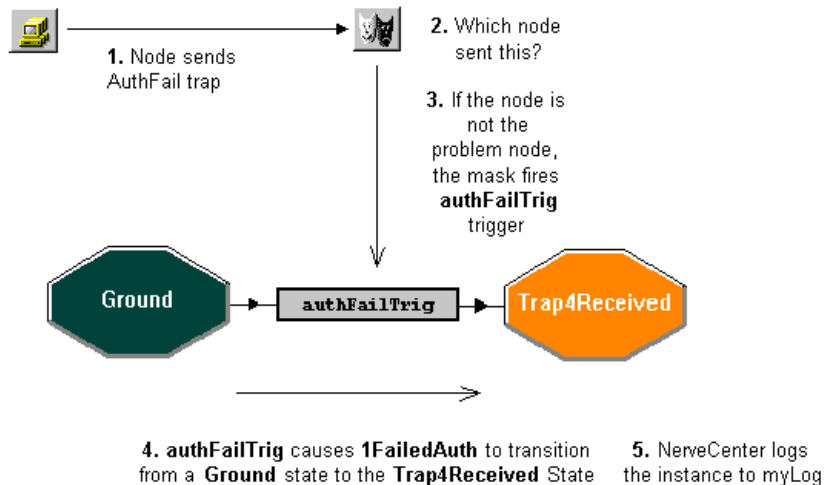 1. Node sends
AuthFail trap
2. Which node
sent this?
3. If the node is
not the
problem node,
the mask fires
authFailTrig
trigger
Ground
authFailTrig
Trap4Received
4. authFailTrig causes 1FailedAuth to transition
from a Ground state to the Trap4Received State
5. NerveCenter logs
the instance to myLog